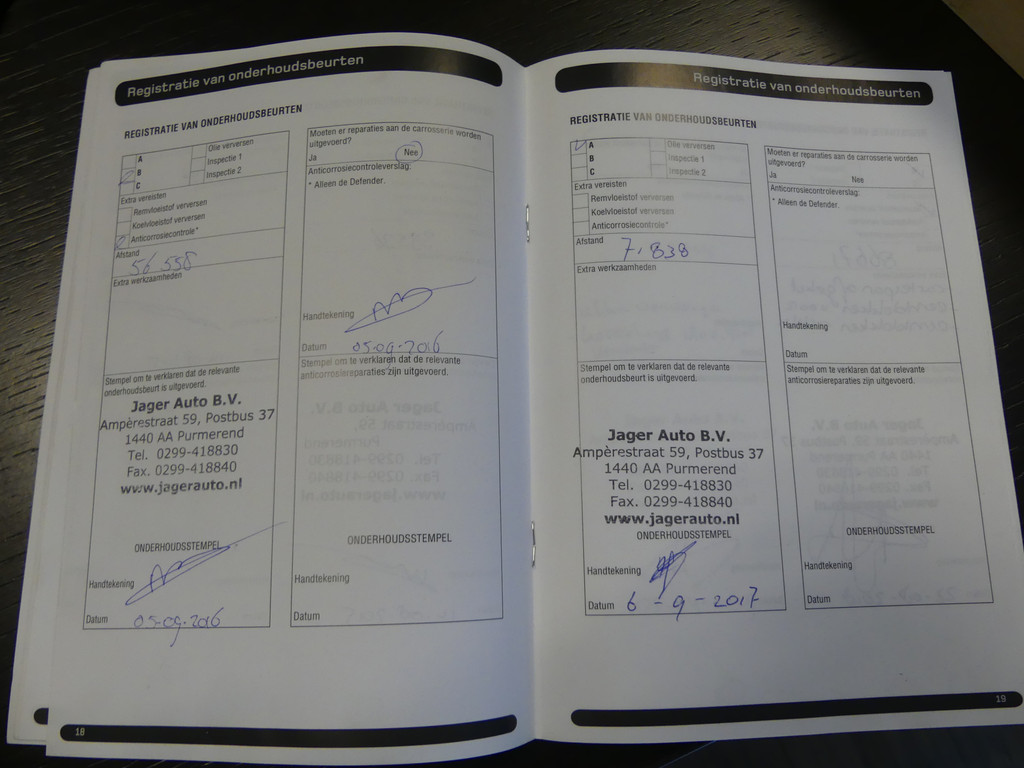 Registratie van onderhoudsbeurten
REGISTRATIE VAN ONDERHOUDSBEURTEN
A
B
C
Olie verversen
Inspectie 1
Inspectie 2
Extra vereisten
Remvloeistof verversen
Koelvloeistof verversen
Anticorrosiecontrole*
Afstand
56 558
Extra werkzaamheden
Stempel om te verklaren dat de relevante
onderhoudsbeurt is uitgevoerd.
Jager Auto B.V.
Ampèrestraat 59, Postbus 37
1440 AA Purmerend
Tel. 0299-418830
Fax. 0299-418840
www.jagerauto.nl
ONDERHOUDSSTEMPEL
Handtekening
Datum 05-09-2016
Moeten er reparaties aan de carrosserie worden
uitgevoerd?
Ja Nee
Anticorrosiecontroleverslag:
* Alleen de Defender.
Handtekening
Datum 05-09-2016
Stempel om te verklaren dat de relevante
anticorrosiereparaties zijn uitgevoerd.
ONDERHOUDSSTEMPEL
Handtekening
Datum
18
Registratie van onderhoudsbeurten
REGISTRATIE VAN ONDERHOUDSBEURTEN
A
B
C
Olie verversen
Inspectie 1
Inspectie 2
Extra vereisten
Remvloeistof verversen
Koelvloeistof verversen
Anticorrosiecontrole*
Afstand
7.838
Extra werkzaamheden
Stempel om te verklaren dat de relevante
onderhoudsbeurt is uitgevoerd.
Jager Auto B.V.
Ampèrestraat 59, Postbus 37
1440 AA Purmerend
Tel. 0299-418830
Fax. 0299-418840
www.jagerauto.nl
ONDERHOUDSSTEMPEL
Handtekening
Datum 6 - 9 - 2017
Moeten er reparaties aan de carrosserie worden
uitgevoerd?
Ja Nee
Anticorrosiecontroleverslag:
* Alleen de Defender.
Handtekening
Datum
Stempel om te verklaren dat de relevante
anticorrosiereparaties zijn uitgevoerd.
ONDERHOUDSSTEMPEL
Handtekening
Datum
19